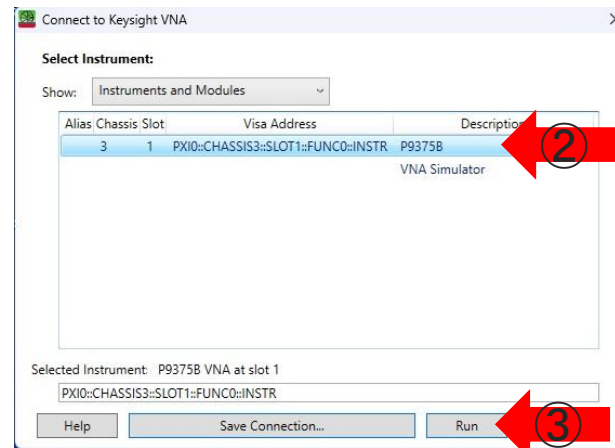 Connect to Keysight VNA
Select Instrument:
Show: Instruments and Modules
Alias Chassis Slot Visa Address Description
3 1 PXI0::CHASSIS3::SLOT1::FUNC0::INSTR P9375B
②
VNA Simulator
Selected Instrument: P9375B VNA at slot 1
PXI0::CHASSIS3::SLOT1::FUNC0::INSTR
Help Save Connection... Run ③